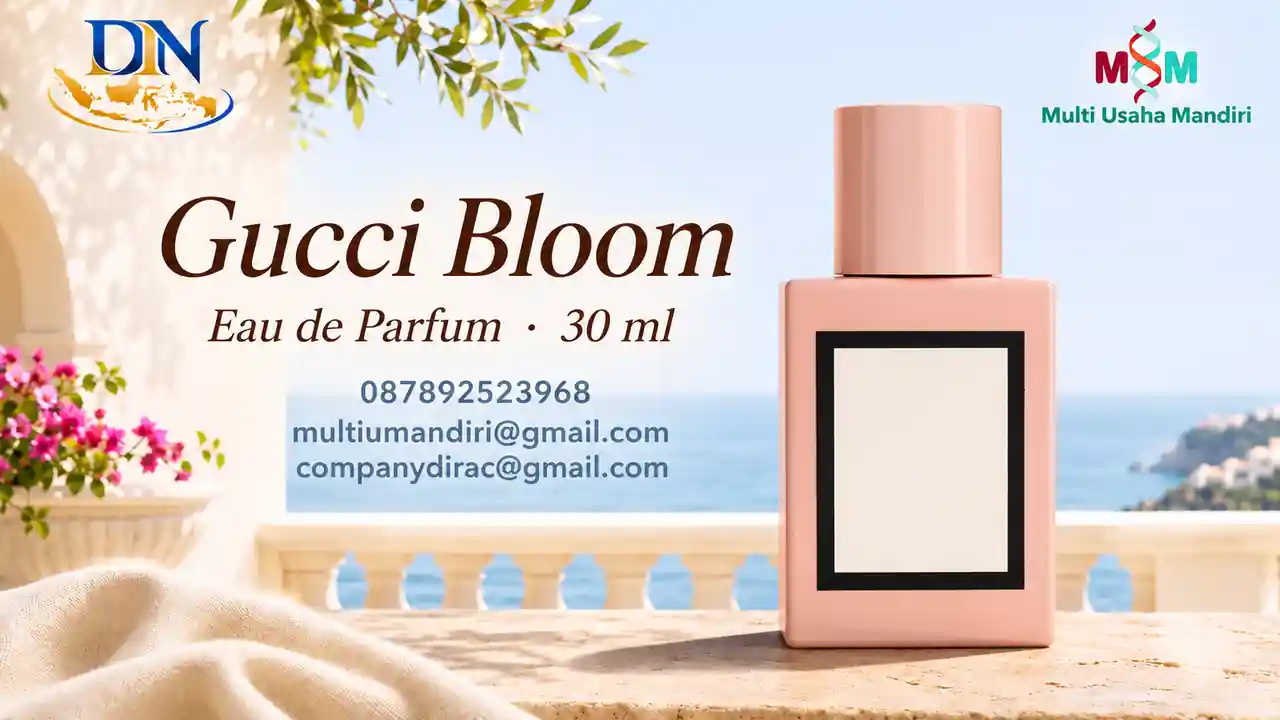 DN
MSM
Multi Usaha Mandiri
Gucci Bloom
Eau de Parfum · 30 ml
087892523968
multiumandiri@gmail.com
companydirac@gmail.com